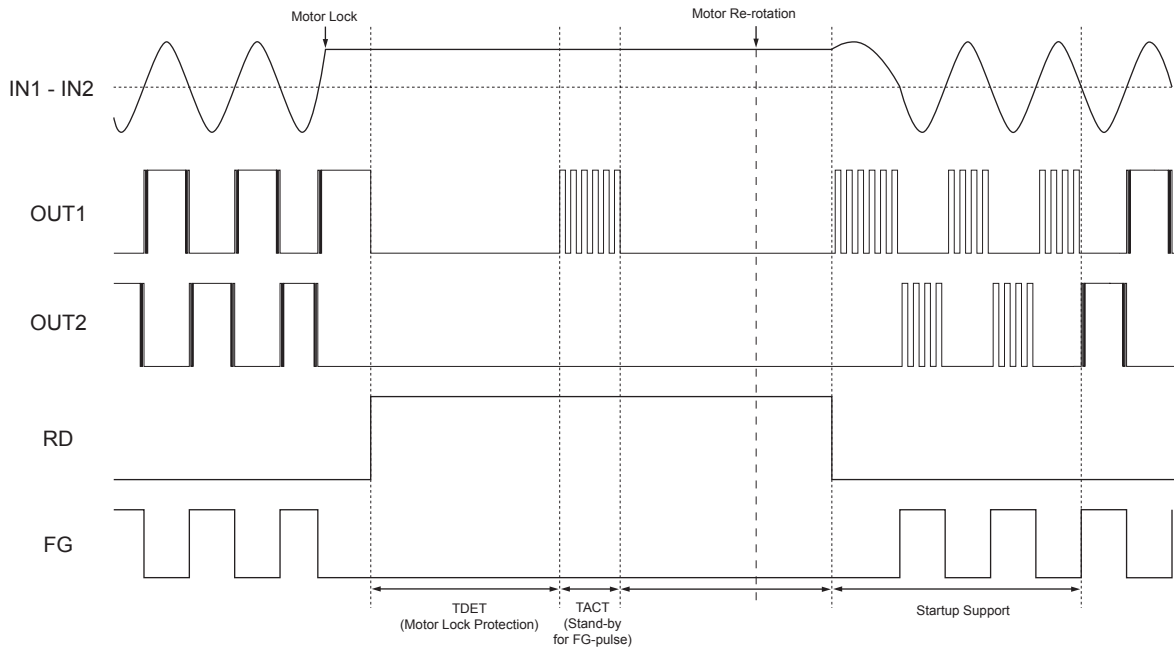 Motor Lock
Motor Re-rotation
IN1 - IN2
OUT1
OUT2
RD
FG
TDET
(Motor Lock Protection)
TACT
(Stand-by
for FG-pulse)
Startup Support